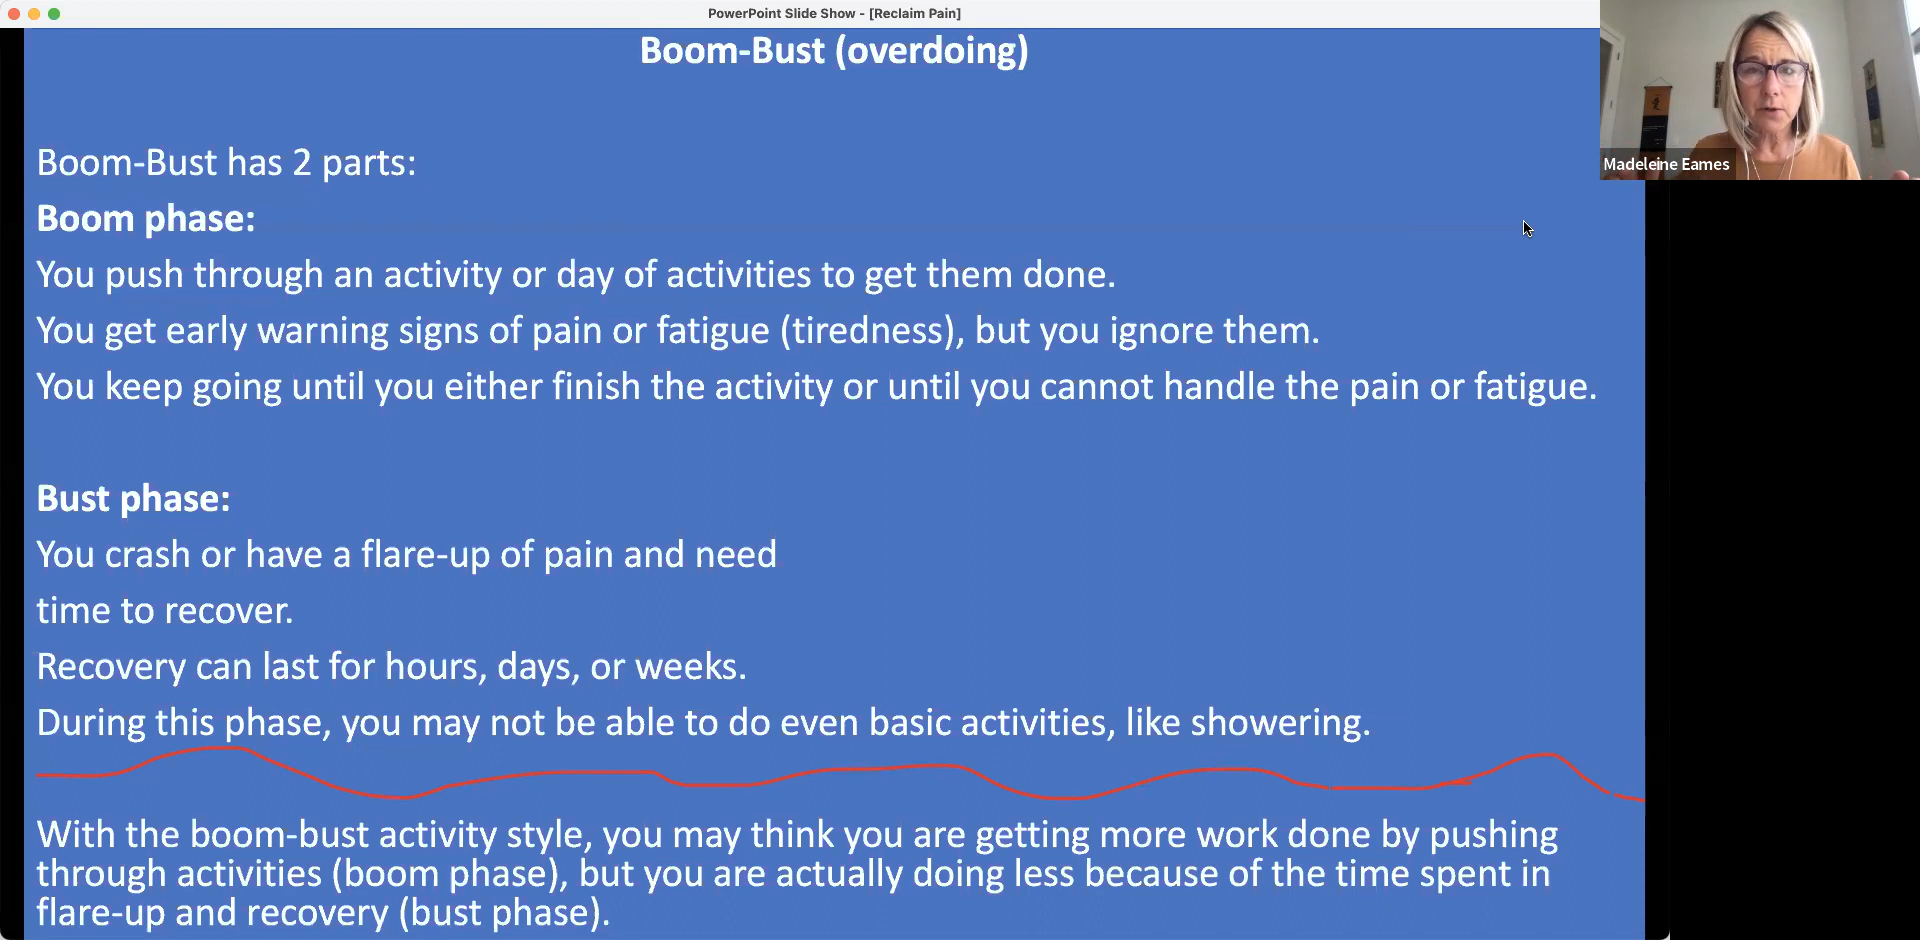 PowerPoint Slide Show - [Reclaim Pain]
Boom-Bust (overdoing)
Madeleine Eames
Boom-Bust has 2 parts:
Boom phase:
You push through an activity or day of activities to get them done.
You get early warning signs of pain or fatigue (tiredness), but you ignore them.
You keep going until you either finish the activity or until you cannot handle the pain or fatigue.
Bust phase:
You crash or have a flare-up of pain and need
time to recover.
Recovery can last for hours, days, or weeks.
During this phase, you may not be able to do even basic activities, like showering.
With the boom-bust activity style, you may think you are getting more work done by pushing
through activities (boom phase), but you are actually doing less because of the time spent in
flare-up and recovery (bust phase).